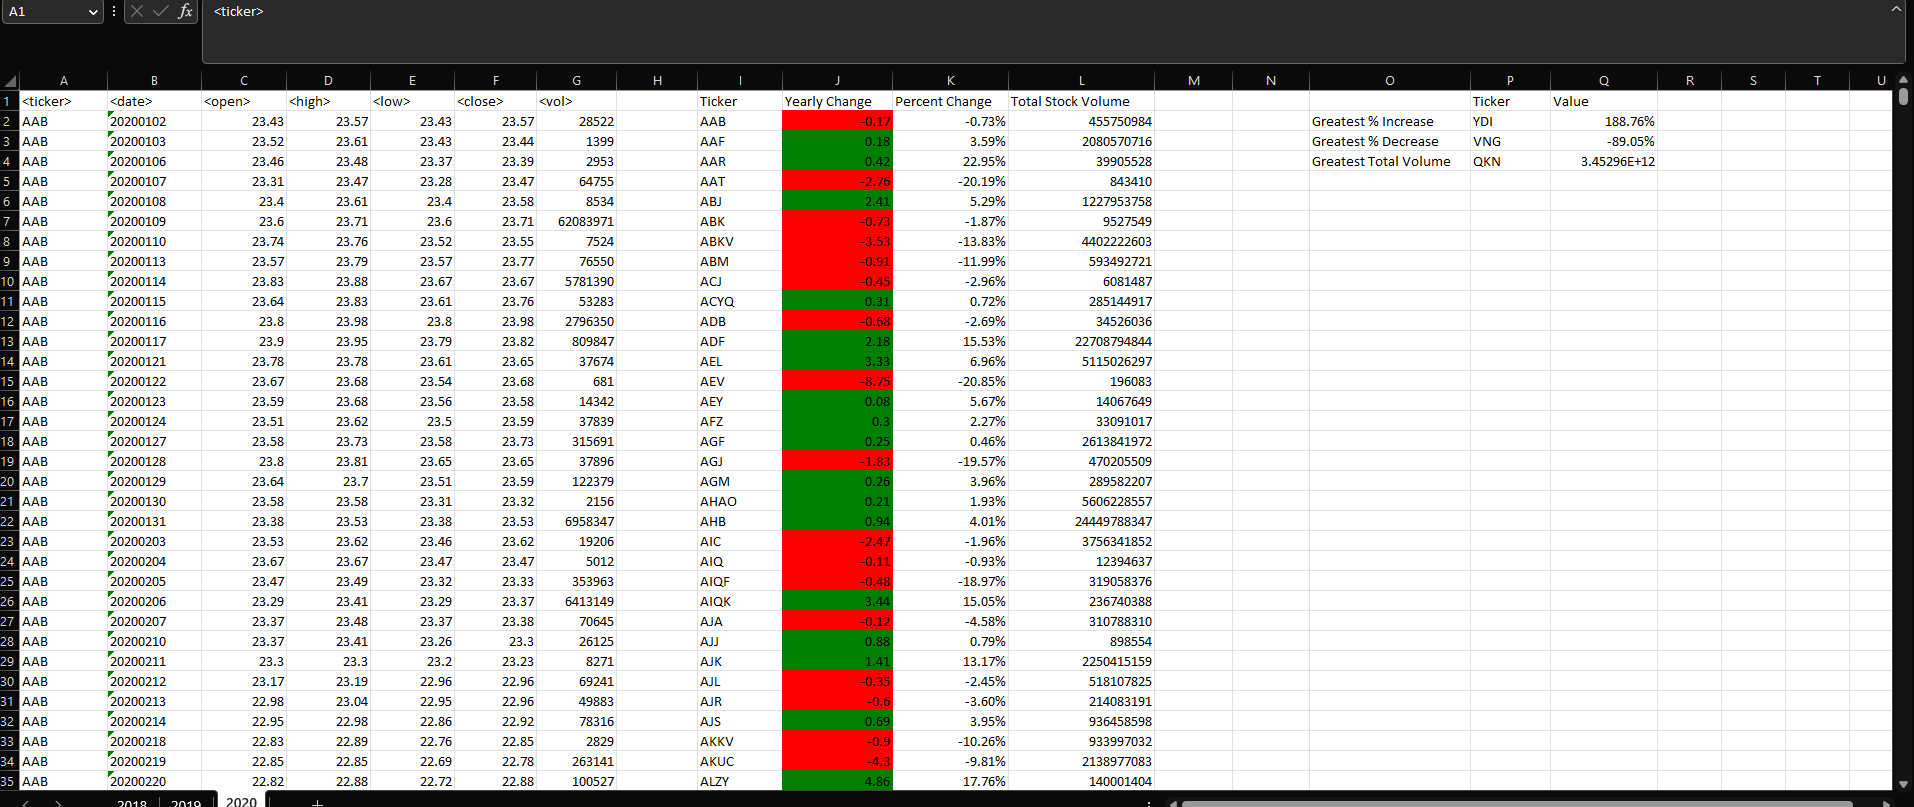 A1 fx <ticker>
A B C D E F G H I J K L M N O P Q R S T U
1 <ticker> <date> <open> <high> <low> <close> <vol> Ticker Yearly Change Percent Change Total Stock Volume Ticker Value
2 AAB 20200102 23.43 23.57 23.43 23.57 28522 AAB -0.17 -0.73% 455750984 Greatest % Increase YDI 188.76%
3 AAB 20200103 23.52 23.61 23.43 23.44 1399 AAF 0.18 3.59% 2080570716 Greatest % Decrease VNG -89.05%
4 AAB 20200106 23.46 23.48 23.37 23.39 2953 AAR 0.42 22.95% 39905528 Greatest Total Volume QKN 3.45296E+12
5 AAB 20200107 23.31 23.47 23.28 23.47 64755 AAT -2.76 -20.19% 843410
6 AAB 20200108 23.4 23.61 23.4 23.58 8534 ABJ 2.41 5.29% 1227953758
7 AAB 20200109 23.6 23.71 23.6 23.71 62083971 ABK -0.73 -1.87% 9527549
8 AAB 20200110 23.74 23.76 23.52 23.55 7524 ABKV -3.53 -13.83% 4402222603
9 AAB 20200113 23.57 23.79 23.57 23.77 76550 ABM -0.91 -11.99% 593492721
10 AAB 20200114 23.83 23.88 23.67 23.67 5781390 ACJ -0.45 -2.96% 6081487
11 AAB 20200115 23.64 23.83 23.61 23.76 53283 ACYQ 0.31 0.72% 285144917
12 AAB 20200116 23.8 23.98 23.8 23.98 2796350 ADB -0.68 -2.69% 34526036
13 AAB 20200117 23.9 23.95 23.79 23.82 809847 ADF 2.18 15.53% 22708794844
14 AAB 20200121 23.78 23.78 23.61 23.65 37674 AEL 3.33 6.96% 5115026297
15 AAB 20200122 23.67 23.68 23.54 23.68 681 AEV -8.75 -20.85% 196083
16 AAB 20200123 23.59 23.68 23.56 23.58 14342 AEY 0.08 5.67% 14067649
17 AAB 20200124 23.51 23.62 23.5 23.59 37839 AFZ 0.3 2.27% 33091017
18 AAB 20200127 23.58 23.73 23.58 23.73 315691 AGF 0.25 0.46% 2613841972
19 AAB 20200128 23.8 23.81 23.65 23.65 37896 AGJ -1.83 -19.57% 470205509
20 AAB 20200129 23.64 23.7 23.51 23.59 122379 AGM 0.26 3.96% 289582207
21 AAB 20200130 23.58 23.58 23.31 23.32 2156 AHAO 0.21 1.93% 5606228557
22 AAB 20200131 23.38 23.53 23.38 23.53 6958347 AHB 0.94 4.01% 24449788347
23 AAB 20200203 23.53 23.62 23.46 23.62 19206 AIC -2.47 -1.96% 3756341852
24 AAB 20200204 23.67 23.67 23.47 23.47 5012 AIQ -0.11 -0.93% 12394637
25 AAB 20200205 23.47 23.49 23.32 23.33 353963 AIQF -0.48 -18.97% 319058376
26 AAB 20200206 23.29 23.41 23.29 23.37 6413149 AIQK 3.44 15.05% 236740388
27 AAB 20200207 23.37 23.48 23.37 23.38 70645 AJA -0.12 -4.58% 310788310
28 AAB 20200210 23.37 23.41 23.26 23.3 26125 AJJ 0.88 0.79% 898554
29 AAB 20200211 23.3 23.3 23.2 23.23 8271 AJK 1.41 13.17% 2250415159
30 AAB 20200212 23.17 23.19 22.96 22.96 69241 AJL -0.35 -2.45% 518107825
31 AAB 20200213 22.98 23.04 22.95 22.96 49883 AJR -0.6 -3.60% 214083191
32 AAB 20200214 22.95 22.98 22.86 22.92 78316 AJS 0.69 3.95% 936458598
33 AAB 20200218 22.83 22.89 22.76 22.85 2829 AKKV -0.9 -10.26% 933997032
34 AAB 20200219 22.85 22.85 22.69 22.78 263141 AKUC -4.3 -9.81% 2138977083
35 AAB 20200220 22.82 22.88 22.72 22.88 100527 ALZY 4.86 17.76% 140001404
2018 2019 2020